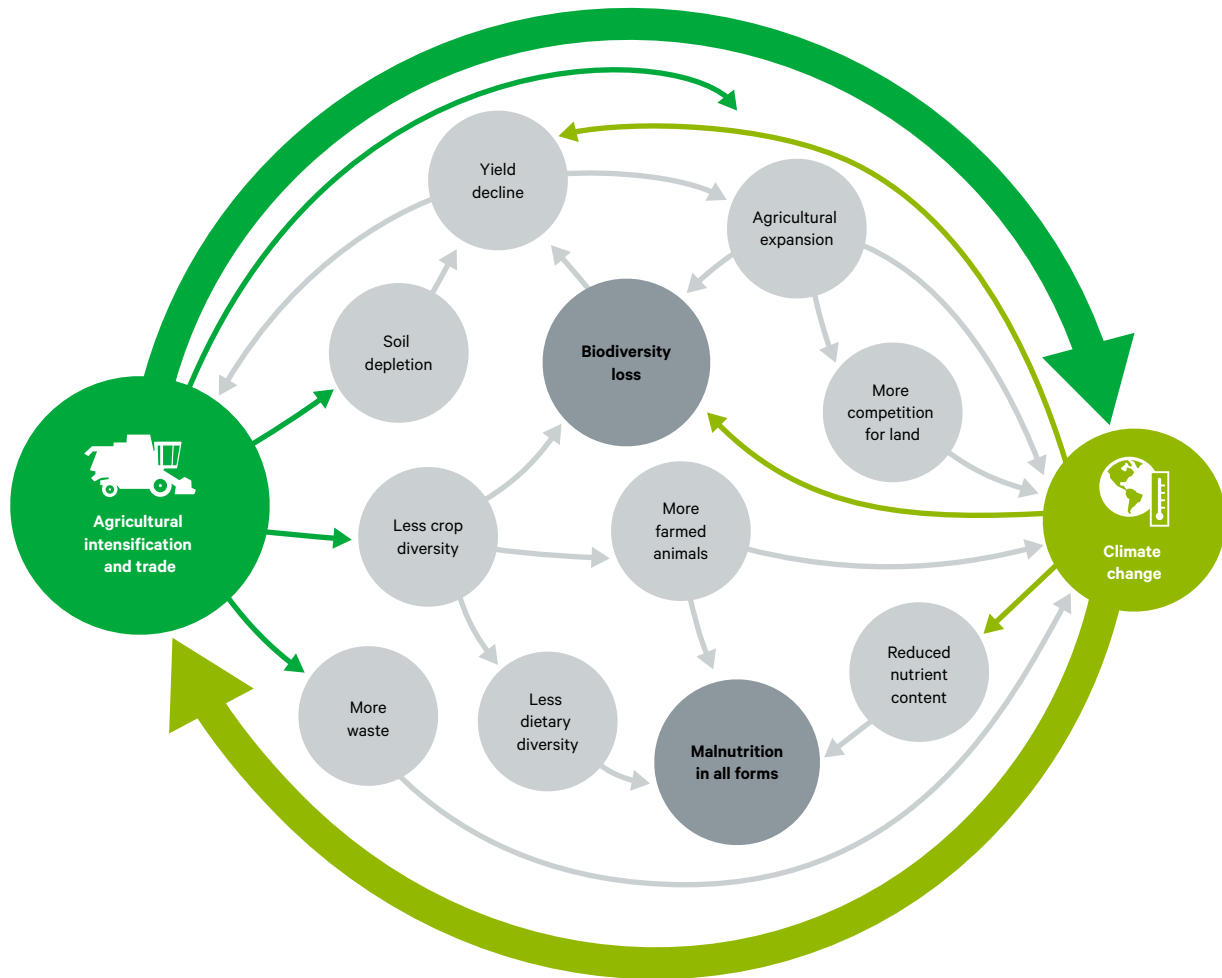 Yield
decline
Agricultural
expansion
Soil
depletion
Biodiversity
loss
More
competition
for land
Agricultural
intensification
and trade
Less crop
diversity
More
farmed
animals
Climate
change
More
waste
Less
dietary
diversity
Reduced
nutrient
content
Malnutrition
in all forms